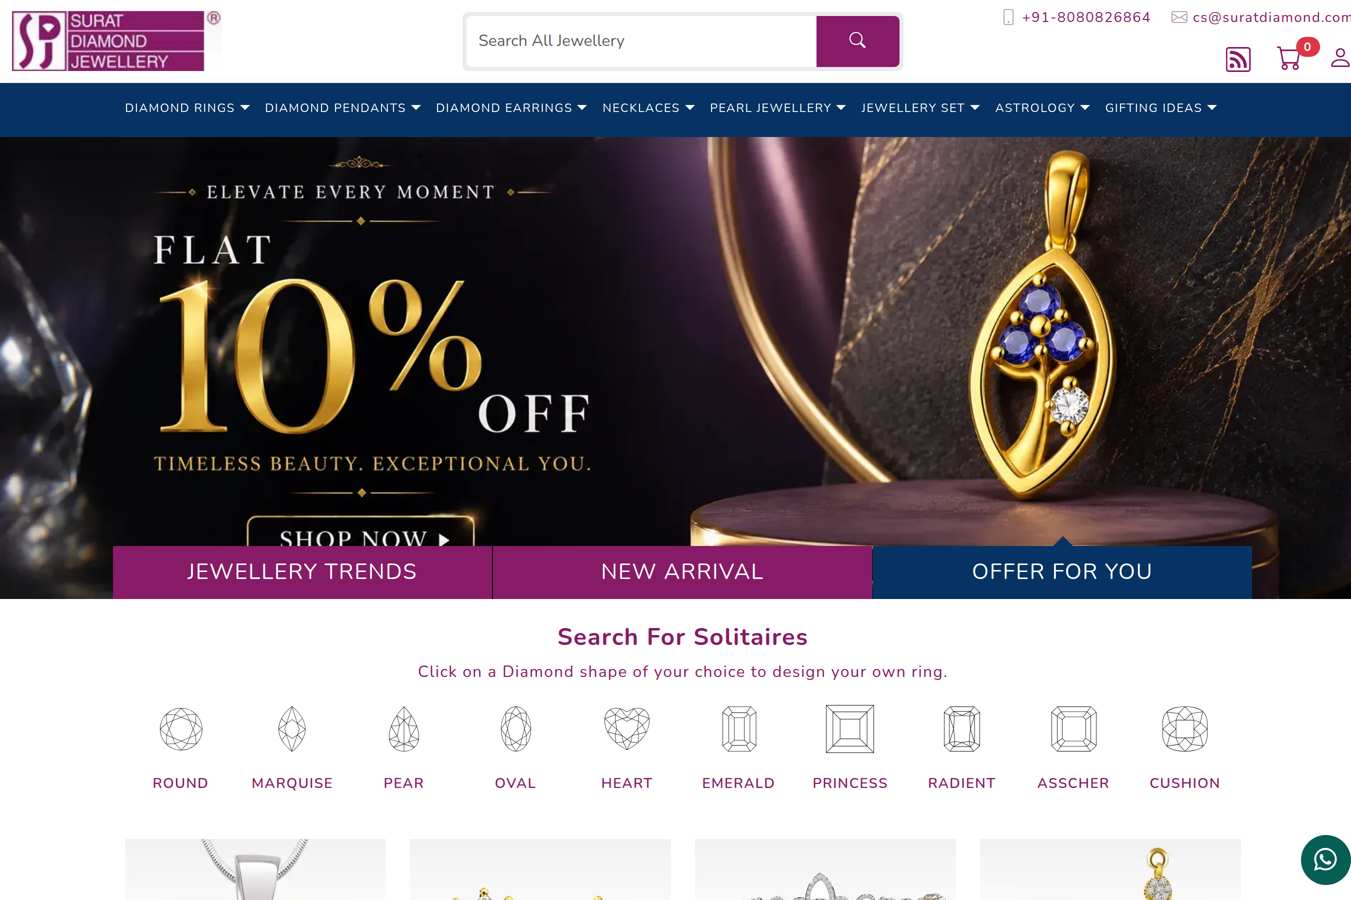 SURAT
DIAMOND
JEWELLERY
®
Search All Jewellery
+91-8080826864
cs@suratdiamond.com
0
DIAMOND RINGS
DIAMOND PENDANTS
DIAMOND EARRINGS
NECKLACES
PEARL JEWELLERY
JEWELLERY SET
ASTROLOGY
GIFTING IDEAS
ELEVATE EVERY MOMENT
FLAT
10%
OFF
TIMELESS BEAUTY. EXCEPTIONAL YOU.
SHOP NOW
JEWELLERY TRENDS
NEW ARRIVAL
OFFER FOR YOU
Search For Solitaires
Click on a Diamond shape of your choice to design your own ring.
ROUND
MARQUISE
PEAR
OVAL
HEART
EMERALD
PRINCESS
RADIENT
ASSCHER
CUSHION